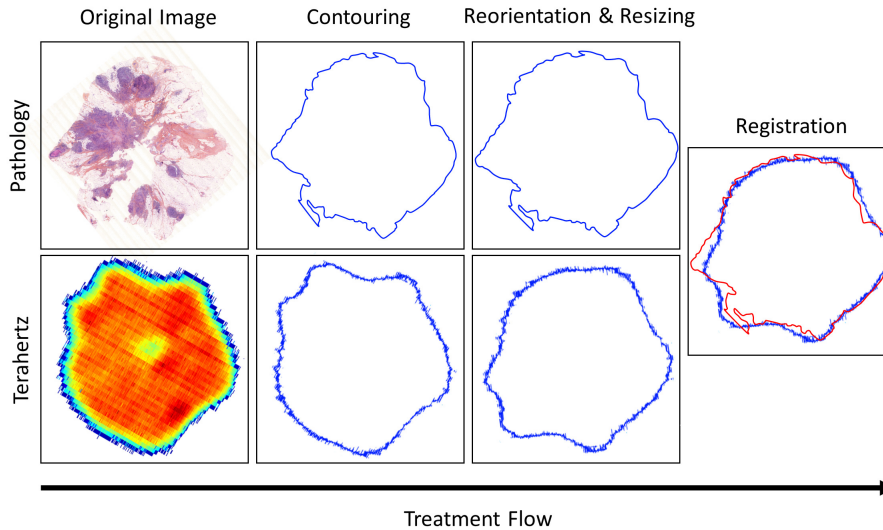 Original Image
Contouring
Reorientation & Resizing
Pathology
Registration
Terahertz
Treatment Flow